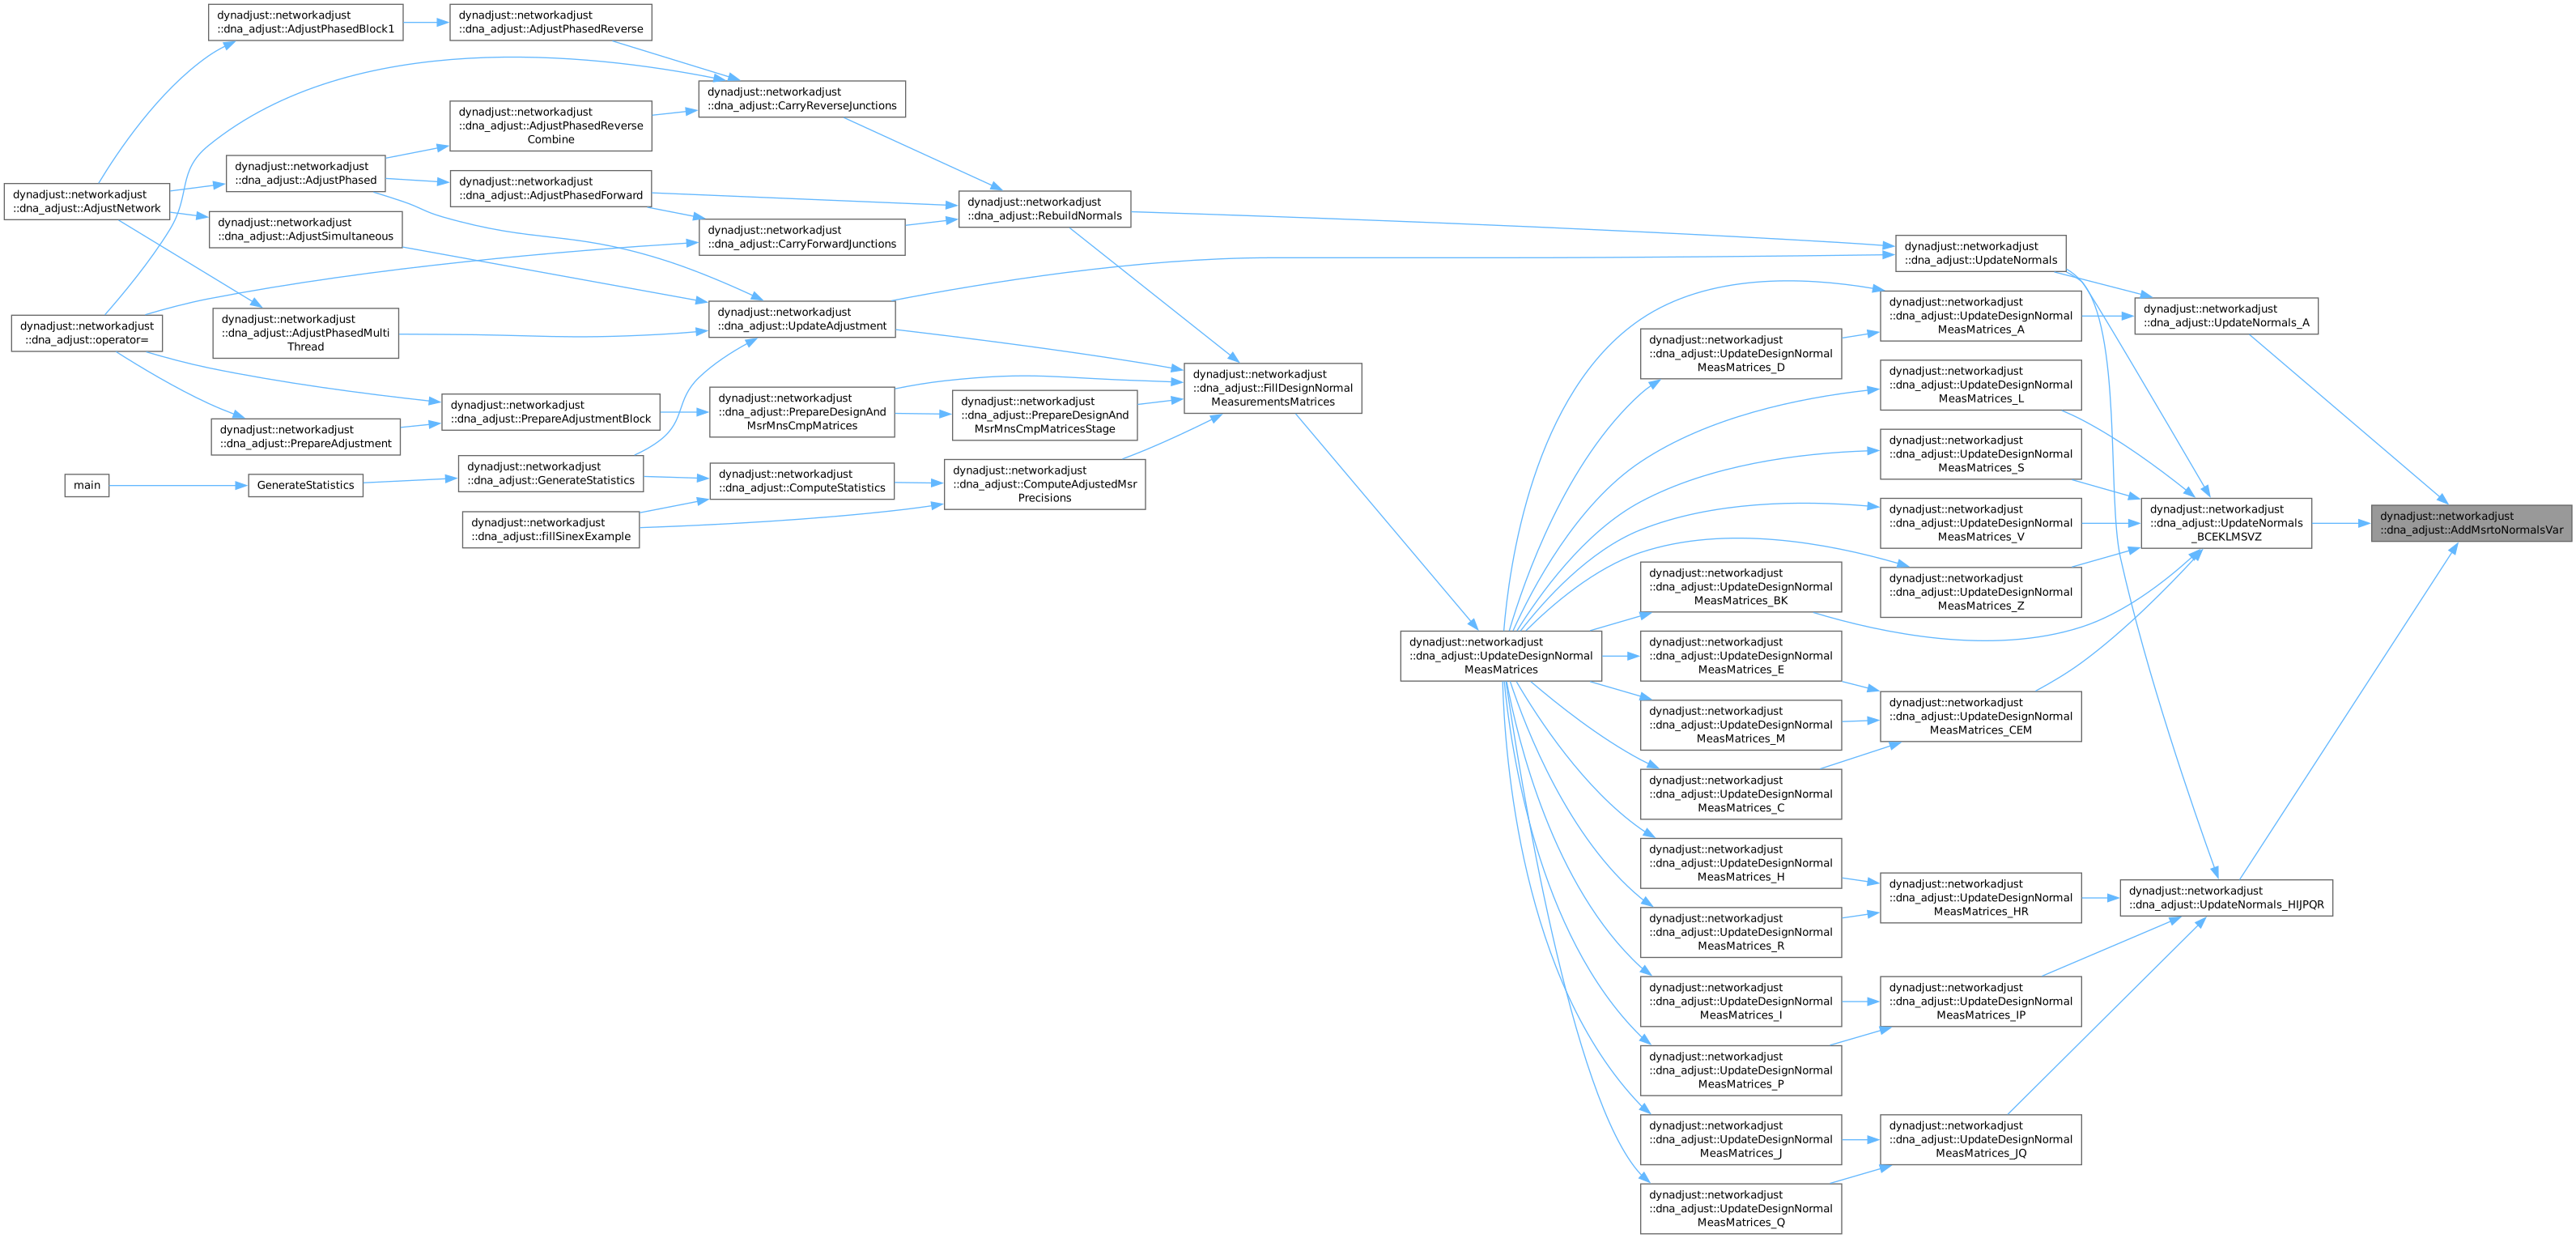 dynadjust::networkadjust
::dna_adjust::AdjustPhasedBlock1
dynadjust::networkadjust
::dna_adjust::AdjustPhasedReverse
dynadjust::networkadjust
::dna_adjust::CarryReverseJunctions
dynadjust::networkadjust
::dna_adjust::AdjustPhasedReverse
Combine
dynadjust::networkadjust
::dna_adjust::AdjustPhased
dynadjust::networkadjust
::dna_adjust::AdjustPhasedForward
dynadjust::networkadjust
::dna_adjust::AdjustNetwork
dynadjust::networkadjust
::dna_adjust::RebuildNormals
dynadjust::networkadjust
::dna_adjust::AdjustSimultaneous
dynadjust::networkadjust
::dna_adjust::CarryForwardJunctions
dynadjust::networkadjust
::dna_adjust::UpdateNormals
dynadjust::networkadjust
::dna_adjust::operator=
dynadjust::networkadjust
::dna_adjust::AdjustPhasedMulti
Thread
dynadjust::networkadjust
::dna_adjust::UpdateAdjustment
dynadjust::networkadjust
::dna_adjust::UpdateDesignNormal
MeasMatrices_A
dynadjust::networkadjust
::dna_adjust::UpdateNormals_A
dynadjust::networkadjust
::dna_adjust::UpdateDesignNormal
MeasMatrices_D
dynadjust::networkadjust
::dna_adjust::FillDesignNormal
MeasurementsMatrices
dynadjust::networkadjust
::dna_adjust::UpdateDesignNormal
MeasMatrices_L
dynadjust::networkadjust
::dna_adjust::PrepareAdjustment
dynadjust::networkadjust
::dna_adjust::PrepareAdjustmentBlock
dynadjust::networkadjust
::dna_adjust::PrepareDesignAnd
MsrMnsCmpMatrices
dynadjust::networkadjust
::dna_adjust::PrepareDesignAnd
MsrMnsCmpMatricesStage
dynadjust::networkadjust
::dna_adjust::UpdateDesignNormal
MeasMatrices_S
main
GenerateStatistics
dynadjust::networkadjust
::dna_adjust::GenerateStatistics
dynadjust::networkadjust
::dna_adjust::ComputeStatistics
dynadjust::networkadjust
::dna_adjust::ComputeAdjustedMsr
Precisions
dynadjust::networkadjust
::dna_adjust::fillSinexExample
dynadjust::networkadjust
::dna_adjust::UpdateDesignNormal
MeasMatrices_V
dynadjust::networkadjust
::dna_adjust::UpdateNormals
_BCEKLMSVZ
dynadjust::networkadjust
::dna_adjust::AddMsrtoNormalsVar
dynadjust::networkadjust
::dna_adjust::UpdateDesignNormal
MeasMatrices_BK
dynadjust::networkadjust
::dna_adjust::UpdateDesignNormal
MeasMatrices_Z
dynadjust::networkadjust
::dna_adjust::UpdateDesignNormal
MeasMatrices
dynadjust::networkadjust
::dna_adjust::UpdateDesignNormal
MeasMatrices_E
dynadjust::networkadjust
::dna_adjust::UpdateDesignNormal
MeasMatrices_M
dynadjust::networkadjust
::dna_adjust::UpdateDesignNormal
MeasMatrices_CEM
dynadjust::networkadjust
::dna_adjust::UpdateDesignNormal
MeasMatrices_C
dynadjust::networkadjust
::dna_adjust::UpdateDesignNormal
MeasMatrices_H
dynadjust::networkadjust
::dna_adjust::UpdateDesignNormal
MeasMatrices_HR
dynadjust::networkadjust
::dna_adjust::UpdateNormals_HIJPQR
dynadjust::networkadjust
::dna_adjust::UpdateDesignNormal
MeasMatrices_R
dynadjust::networkadjust
::dna_adjust::UpdateDesignNormal
MeasMatrices_I
dynadjust::networkadjust
::dna_adjust::UpdateDesignNormal
MeasMatrices_IP
dynadjust::networkadjust
::dna_adjust::UpdateDesignNormal
MeasMatrices_P
dynadjust::networkadjust
::dna_adjust::UpdateDesignNormal
MeasMatrices_J
dynadjust::networkadjust
::dna_adjust::UpdateDesignNormal
MeasMatrices_JQ
dynadjust::networkadjust
::dna_adjust::UpdateDesignNormal
MeasMatrices_Q